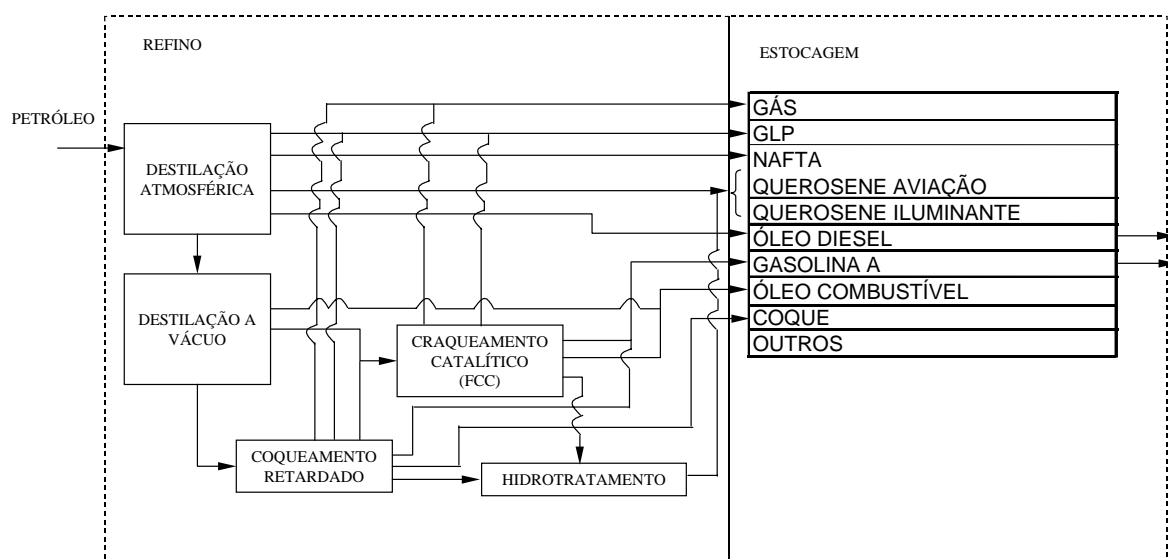 REFINO
ESTOCAGEM
PETRÓLEO
DESTILAÇÃO
ATMOSFÉRICA
DESTILAÇÃO A
VÁCUO
CRAQUEAMENTO
CATALÍTICO
(FCC)
COQUEAMENTO
RETARDADO
HIDROTRATAMENTO
GÁS
GLP
NAFTA
QUEROSENE AVIAÇÃO
QUEROSENE ILUMINANTE
ÓLEO DIESEL
GASOLINA A
ÓLEO COMBUSTÍVEL
COQUE
OUTROS